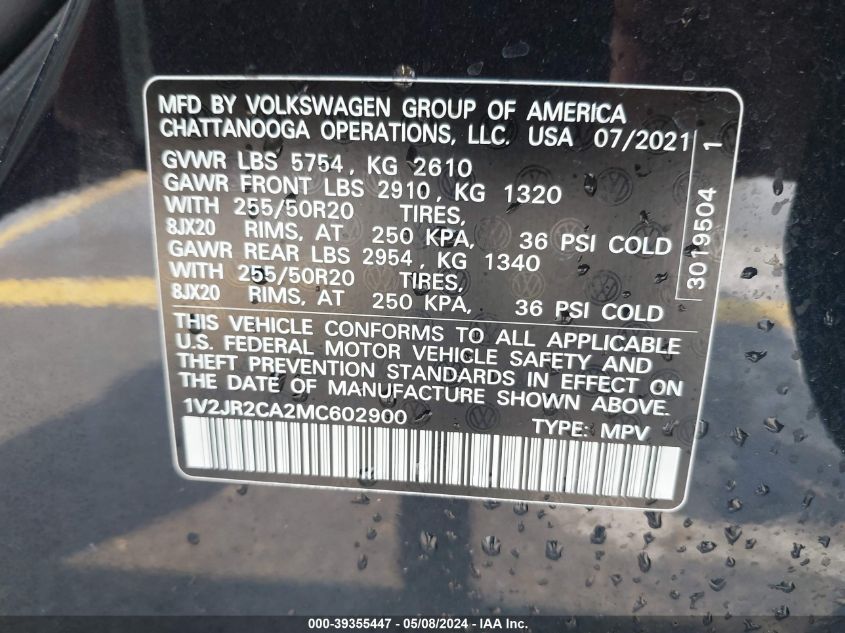 MFD BY VOLKSWAGEN GROUP OF AMERICA
CHATTANOOGA OPERATIONS, LLC. USA 07/2021
GVWR LBS 5754, KG 2610
GAWR FRONT LBS 2910, KG 1320
WITH 255/50R20 TIRES,
8JX20 RIMS, AT 250 KPA, 36 PSI COLD
GAWR REAR LBS 2954, KG 1340
WITH 255/50R20 TIRES,
8JX20 RIMS, AT 250 KPA, 36 PSI COLD
3019504 1
THIS VEHICLE CONFORMS TO ALL APPLICABLE
U.S. FEDERAL MOTOR VEHICLE SAFETY AND
THEFT PREVENTION STANDARDS IN EFFECT ON
THE DATE OF MANUFACTURE SHOWN ABOVE.
1V2JR2CA2MC602900 TYPE: MPV
000-39355447 - 05/08/2024 - IAA, Inc.